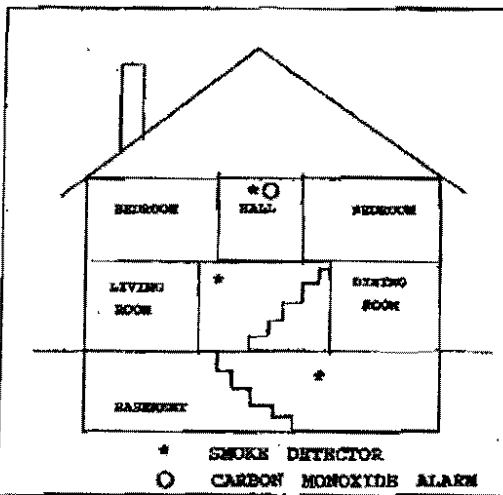 BEDROOM HALL BEDROOM
LIVING
ROOM
DINING
ROOM
BASEMENT
* SMOKE DETECTOR
O CARBON MONOXIDE ALARM